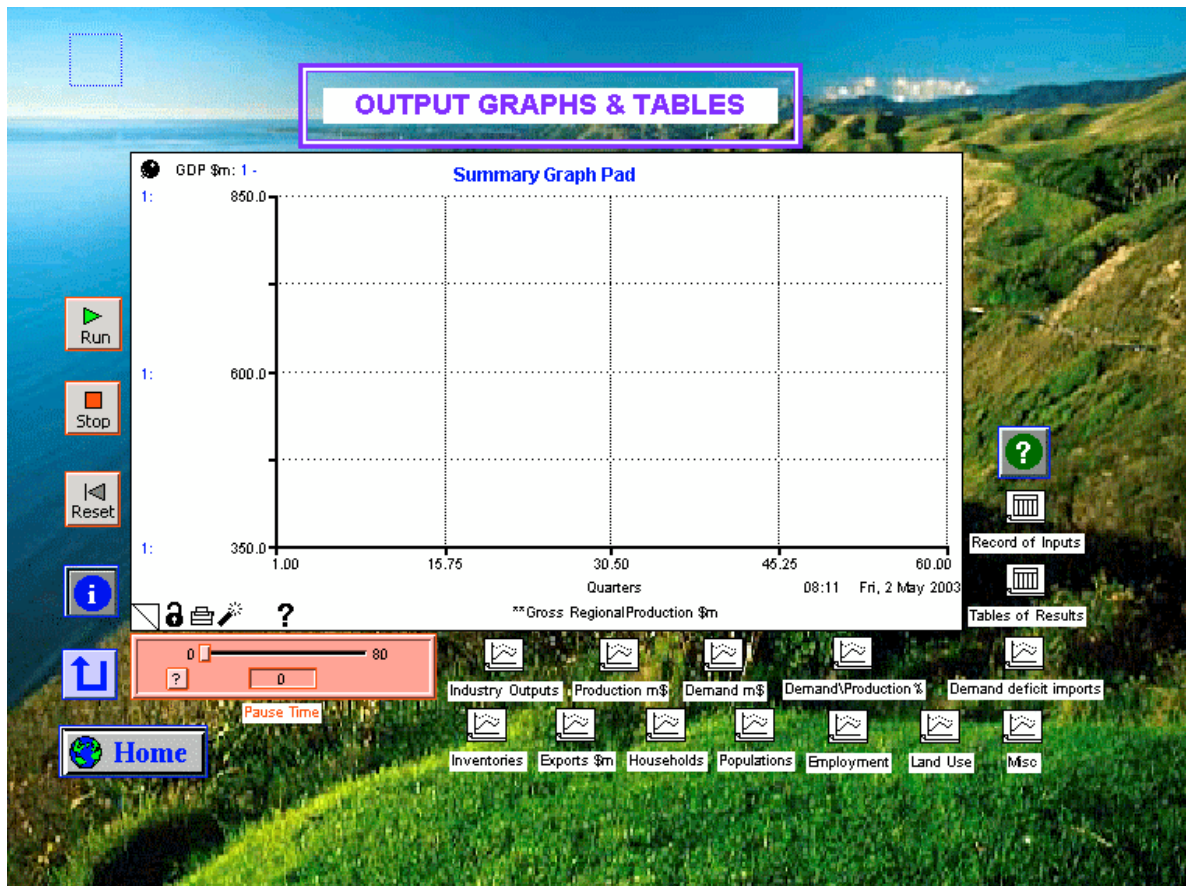 OUTPUT GRAPHS & TABLES
GDP $m: 1 -
Summary Graph Pad
1:
850.0
1:
600.0
1:
350.0
1.00
15.75
30.50
45.25
60.00
Quarters
08:11 Fri, 2 May 2003
**Gross RegionalProduction $m
?
Run
Stop
Reset
i
Home
0
80
?
0
Pause Time
?
Record of Inputs
Tables of Results
Industry Outputs
Production m$
Demand m$
Demand\Production %
Demand deficit imports
Inventories
Exports $m
Households
Populations
Employment
Land Use
Misc